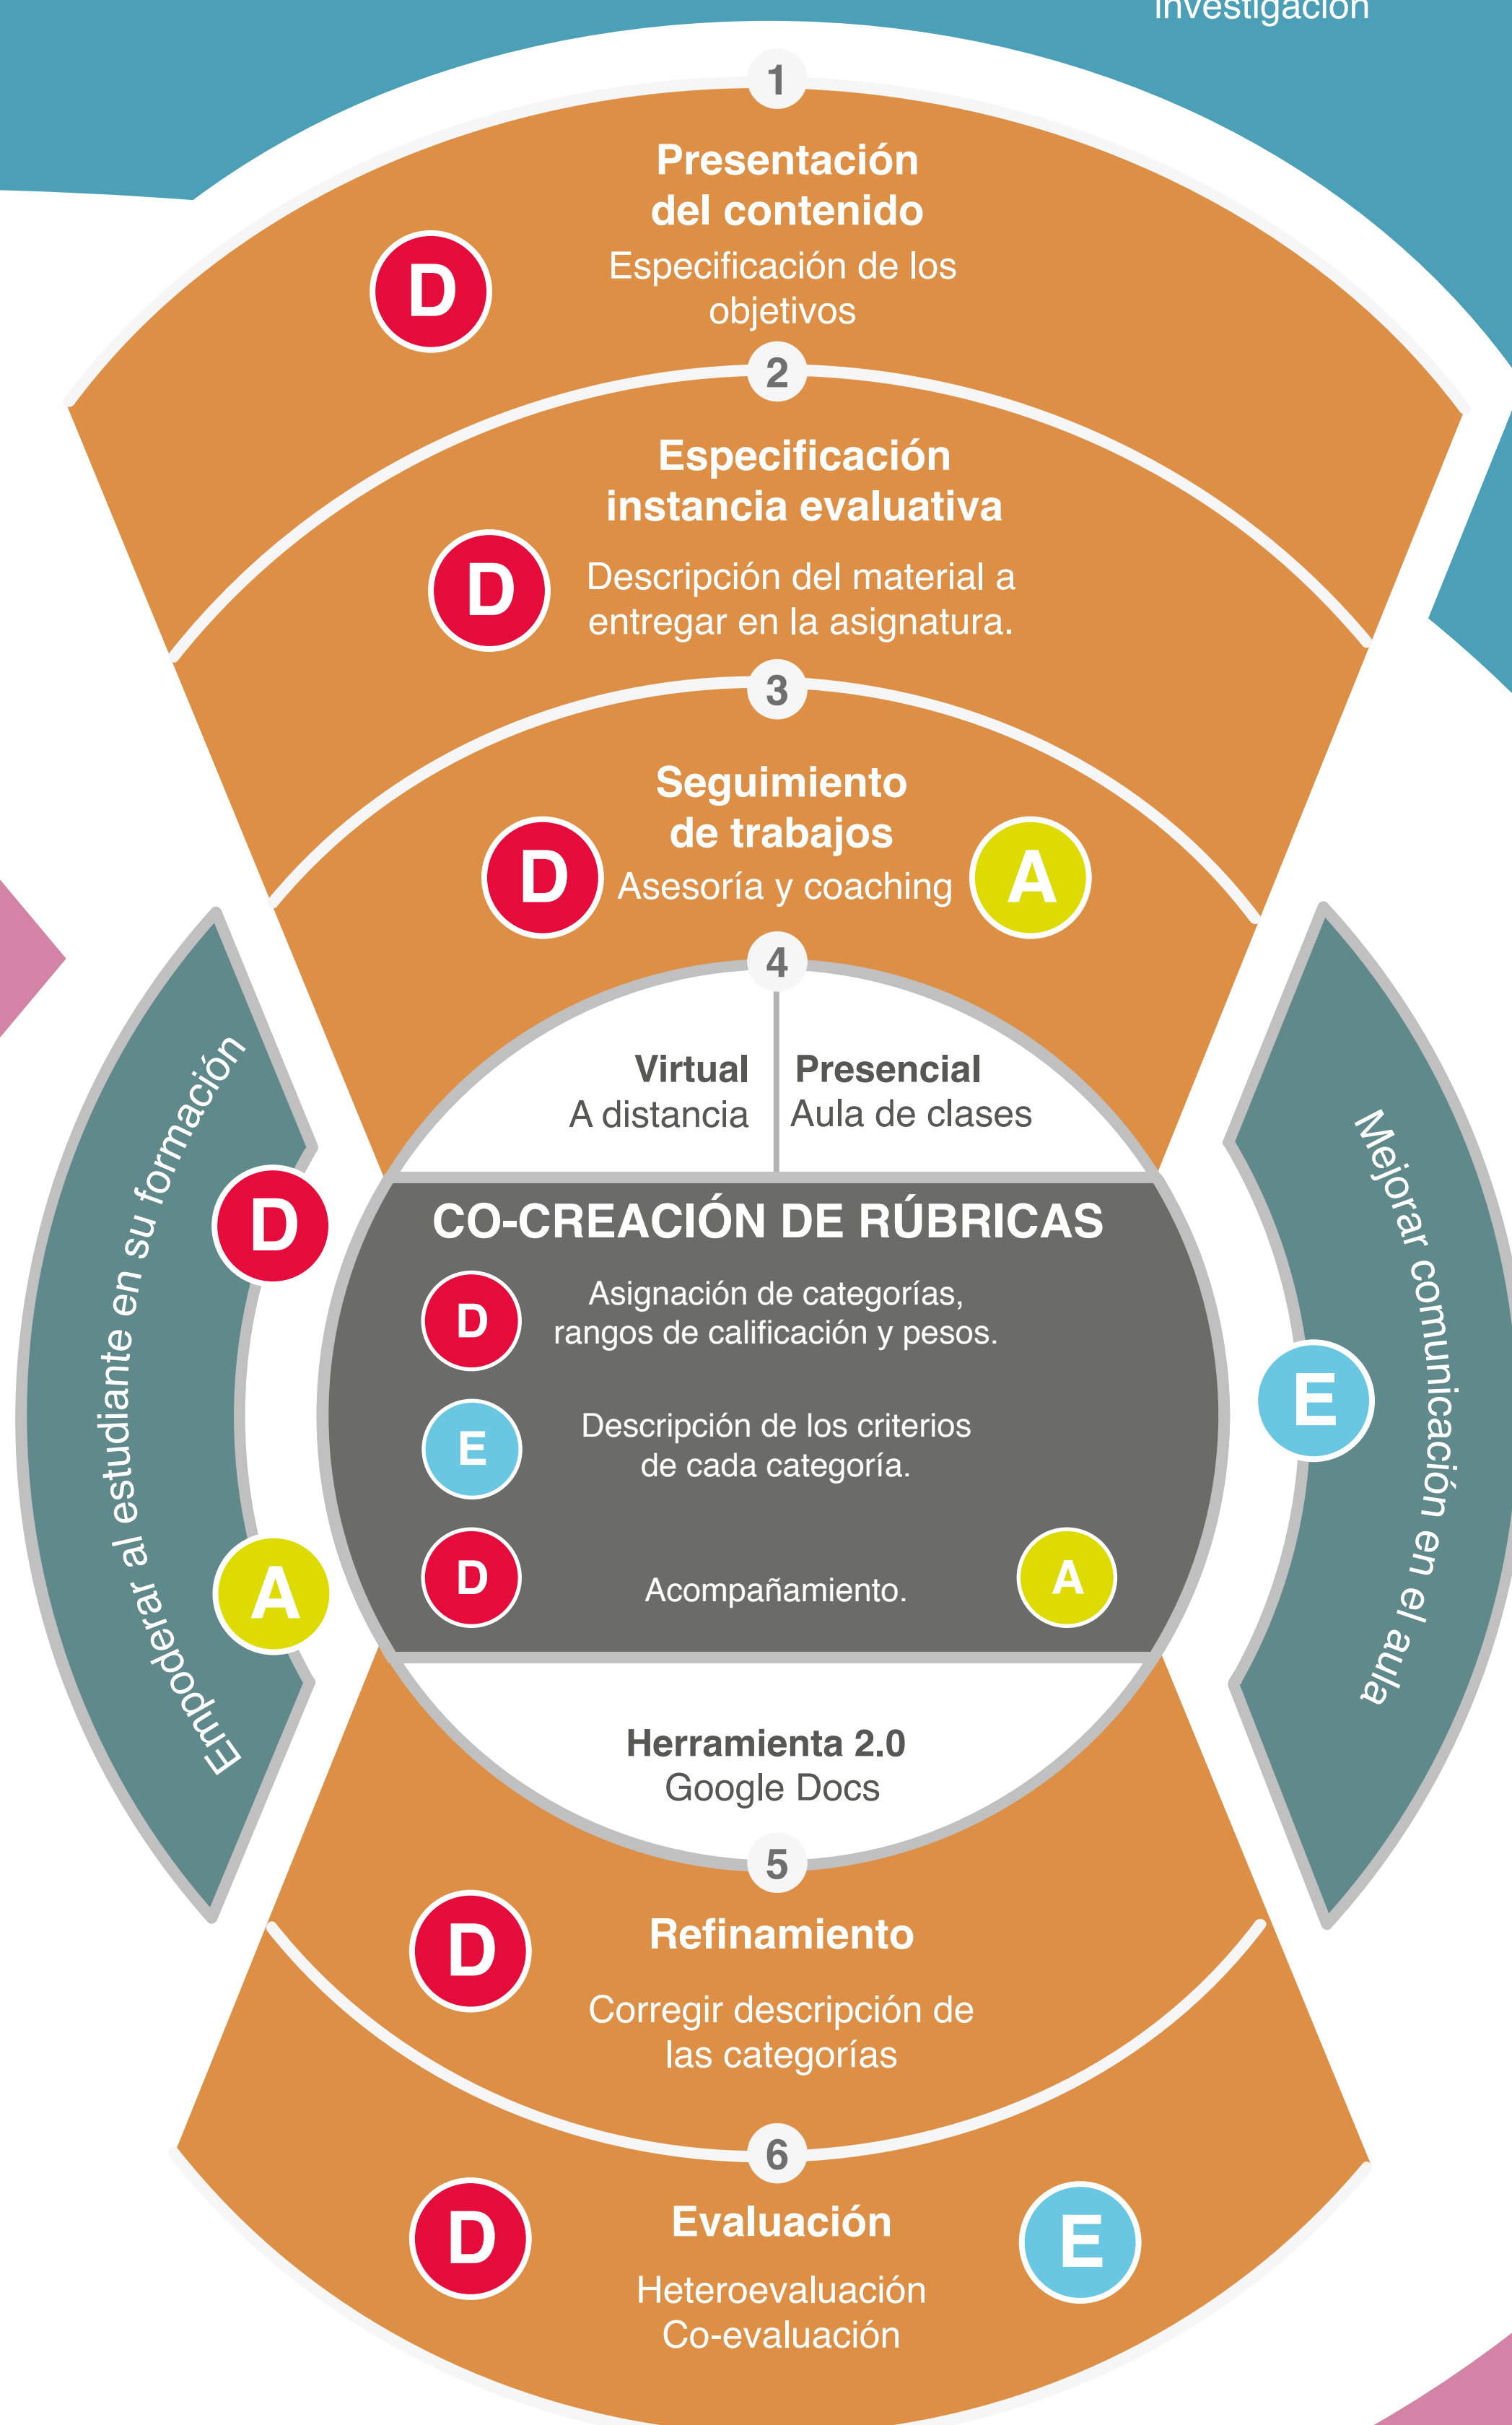 investigación
1
Presentación
del contenido
Especificación de los
objetivos
D
2
Especificación
instancia evaluativa
Descripción del material a
entregar en la asignatura.
D
3
Seguimiento
de trabajos
D
Asesoría y coaching
A
4
Virtual
A distancia
Presencial
Aula de clases
CO-CREACIÓN DE RÚBRICAS
D
Asignación de categorías,
rangos de calificación y pesos.
E
Descripción de los criterios
de cada categoría.
D
Acompañamiento.
A
Empoderar al estudiante en su formación
D
A
Mejorar comunicación en el aula
E
Herramienta 2.0
Google Docs
5
D
Refinamiento
Corregir descripción de
las categorías
6
D
Evaluación
E
Heteroevaluación
Co-evaluación